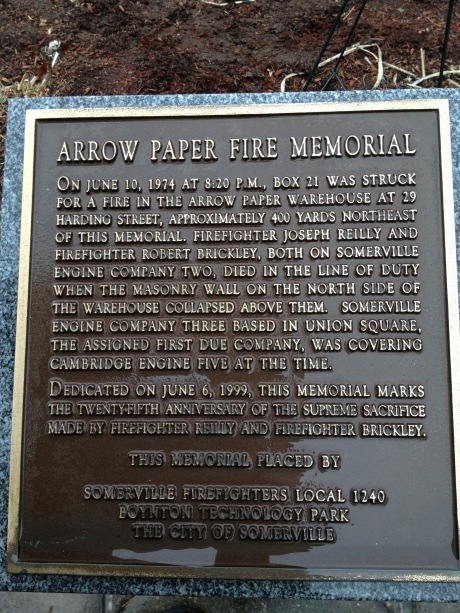 ARROW PAPER FIRE MEMORIAL
ON JUNE 10, 1974 AT 8:20 P.M., BOX 21 WAS STRUCK
FOR A FIRE IN THE ARROW PAPER WAREHOUSE AT 29
HARDING STREET, APPROXIMATELY 400 YARDS NORTHEAST
OF THIS MEMORIAL. FIREFIGHTER JOSEPH REILLY AND
FIREFIGHTER ROBERT BRICKLEY, BOTH ON SOMERVILLE
ENGINE COMPANY TWO, DIED IN THE LINE OF DUTY
WHEN THE MASONRY WALL ON THE NORTH SIDE OF
THE WAREHOUSE COLLAPSED ABOVE THEM. SOMERVILLE
ENGINE COMPANY THREE BASED IN UNION SQUARE,
THE ASSIGNED FIRST DUE COMPANY, WAS COVERING
CAMBRIDGE ENGINE FIVE AT THE TIME.
DEDICATED ON JUNE 6, 1999, THIS MEMORIAL MARKS
THE TWENTY-FIFTH ANNIVERSARY OF THE SUPREME SACRIFICE
MADE BY FIREFIGHTER REILLY AND FIREFIGHTER BRICKLEY.
THIS MEMORIAL PLACED BY
SOMERVILLE FIREFIGHTERS LOCAL 1240
BOYNTON TECHNOLOGY PARK
THE CITY OF SOMERVILLE